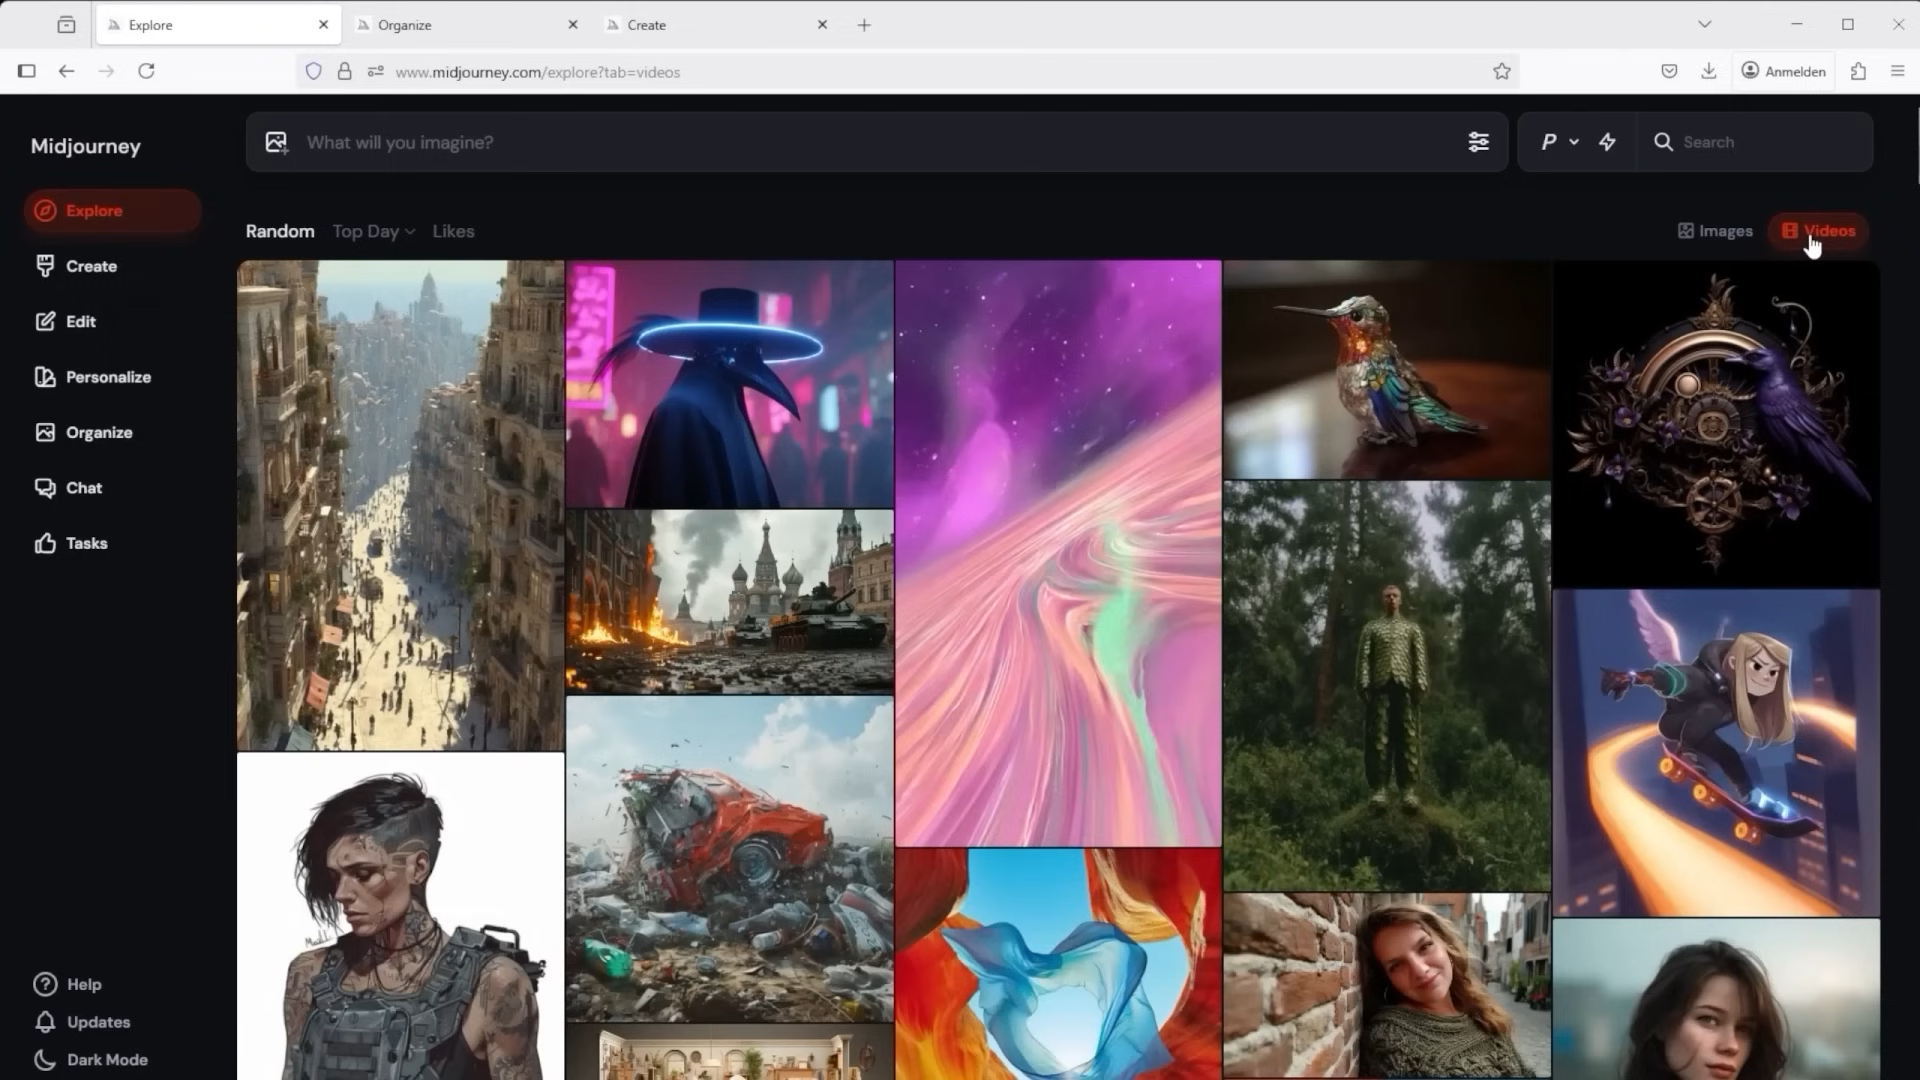 Explore
Organize
Create
www.midjourney.com/explore?tab=videos
Anmelden
Midjourney
What will you imagine?
P
Search
Explore
Create
Edit
Personalize
Organize
Chat
Tasks
Random
Top Day
Likes
Images
Videos
Help
Updates
Dark Mode